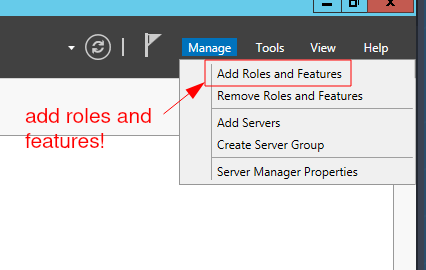 Manage Tools View Help
Add Roles and Features
Remove Roles and Features
add roles and
features!
Add Servers
Create Server Group
Server Manager Properties